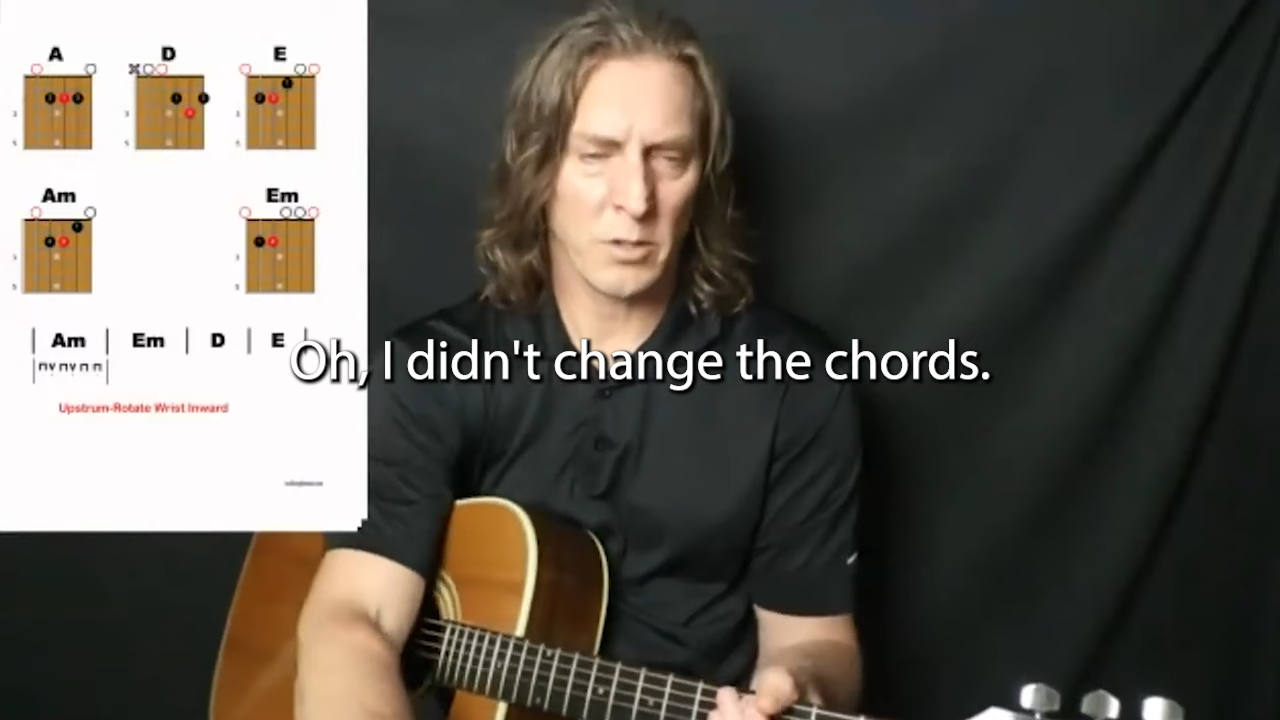 A D E
Am Em
| Am | Em | D | E |
Oh, I didn't change the chords.
Upstrum-Rotate Wrist Inward